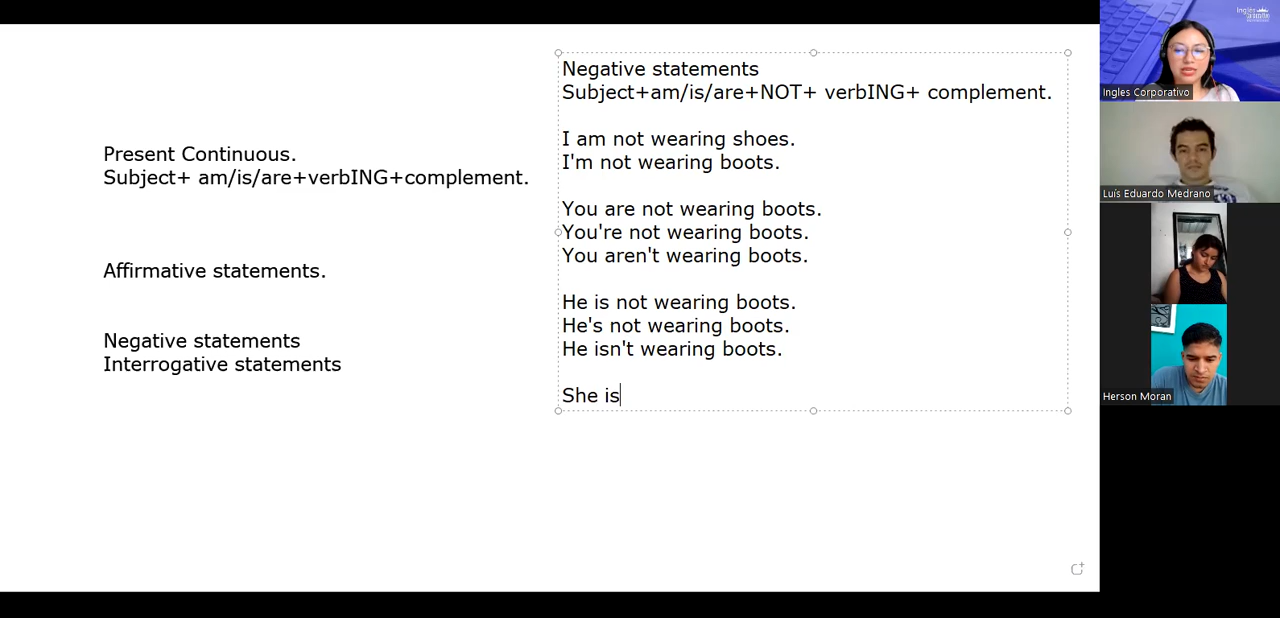 Present Continuous.
Subject+ am/is/are+verbING+complement.
Affirmative statements.
Negative statements
Interrogative statements
Negative statements
Subject+am/is/are+NOT+ verbING+ complement.
I am not wearing shoes.
I'm not wearing boots.
You are not wearing boots.
You're not wearing boots.
You aren't wearing boots.
He is not wearing boots.
He's not wearing boots.
He isn't wearing boots.
She is
Ingles
Ingles Corporativo
Luís Eduardo Medrano
Herson Moran